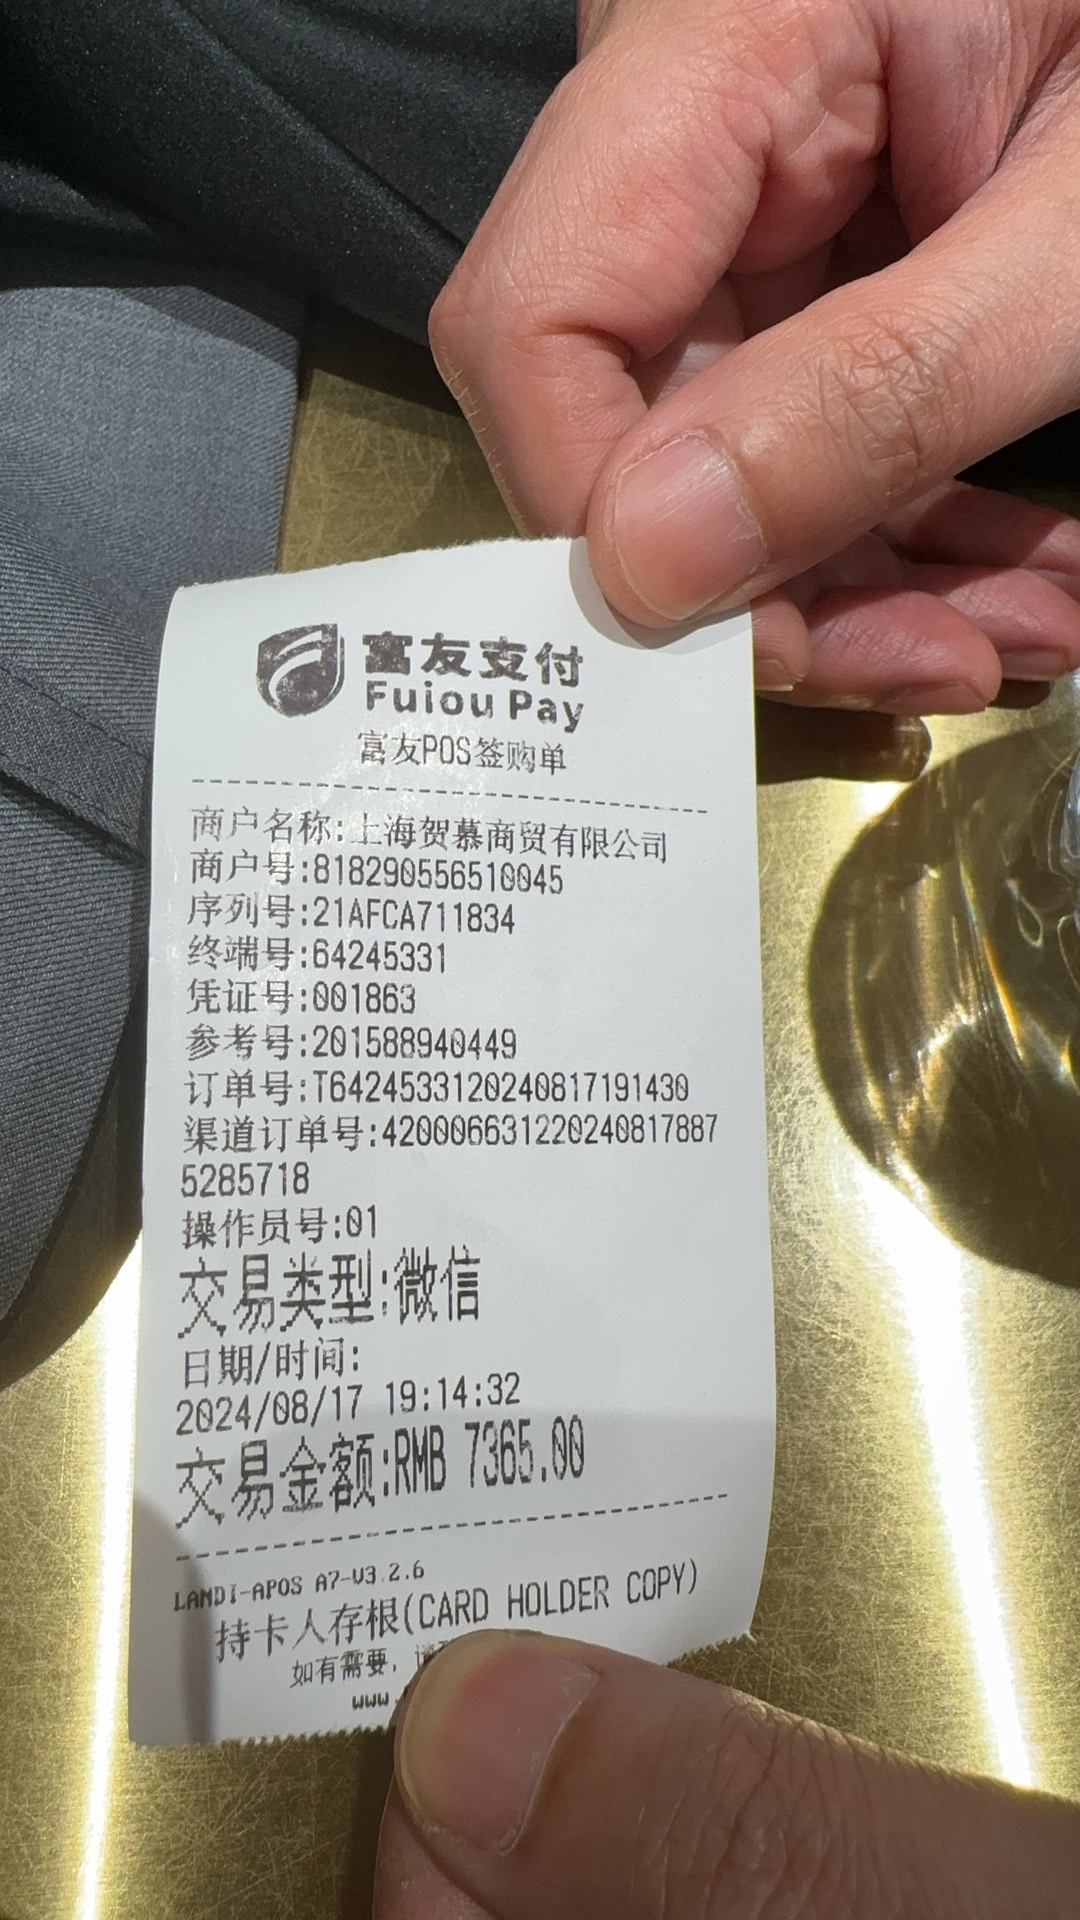 富友支付
Fuiou Pay
富友POS签购单
商户名称:上海贺慕商贸有限公司
商户号:818290556510045
序列号:21AFCA711834
终端号:64245331
凭证号:001863
参考号:201588940449
订单号:T6424533120240817191430
渠道订单号:420006631220240817887
5285718
操作员号:01
交易类型:微信
日期/时间:
2024/08/17 19:14:32
交易金额:RMB 7365.00
LANDI-APOS A7-V3.2.6
持卡人存根(CARD HOLDER COPY)
如有需要,
www.